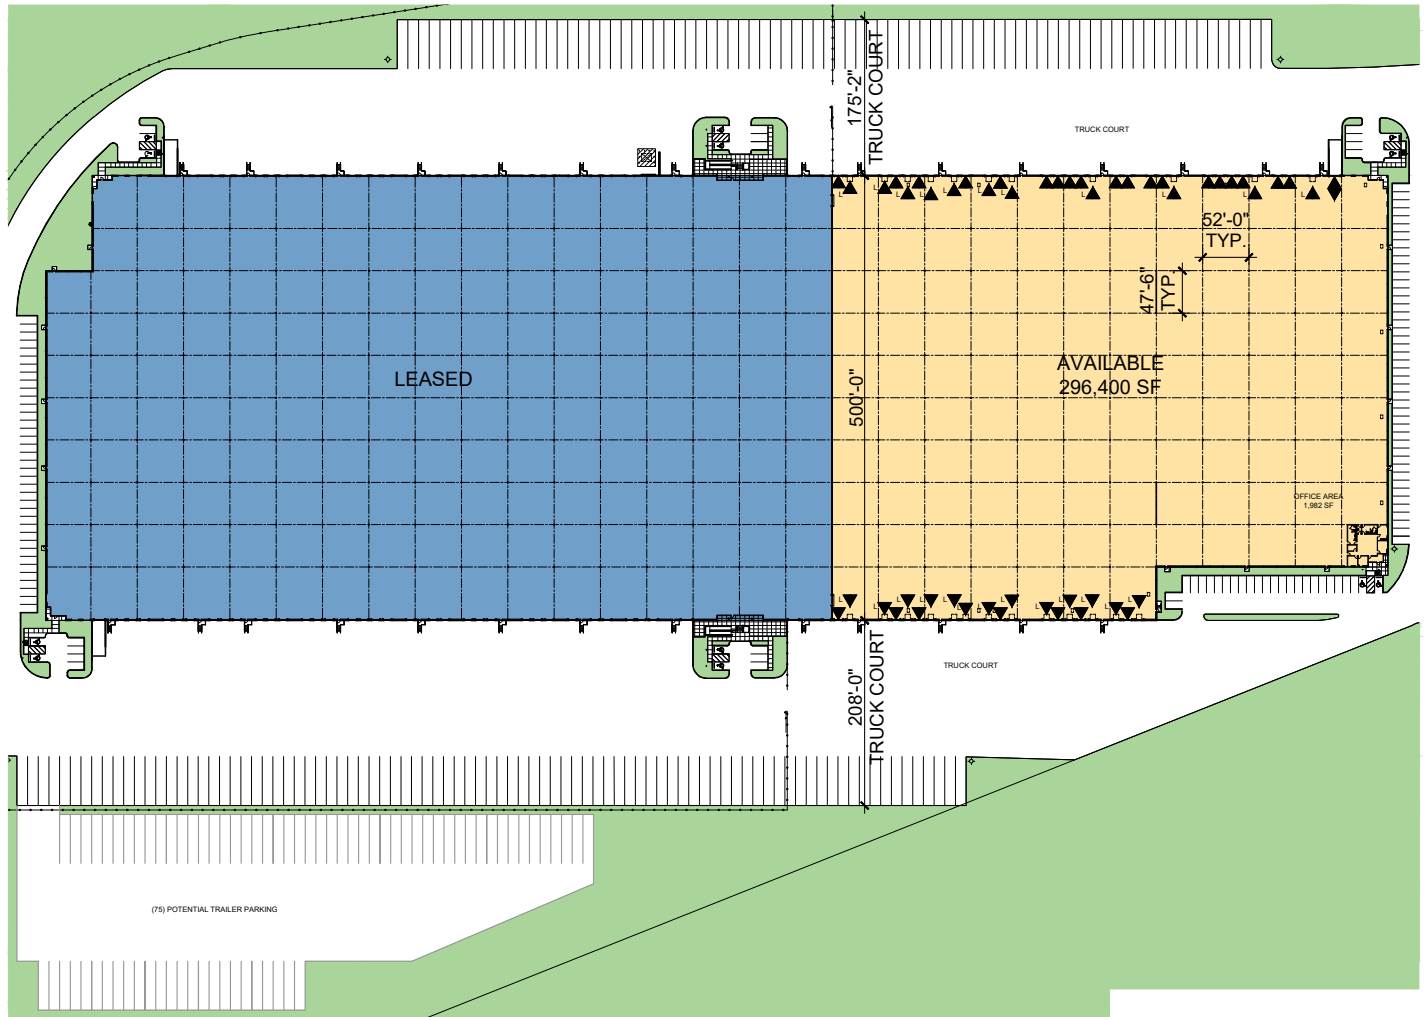 175'-2"
TRUCK COURT
TRUCK COURT
52'-0"
TYP.
47'-6"
TYP.
LEASED
500'-0"
AVAILABLE
296,400 SF
OFFICE AREA
1,982 SF
TRUCK COURT
208'-0"
TRUCK COURT
(75) POTENTIAL TRAILER PARKING